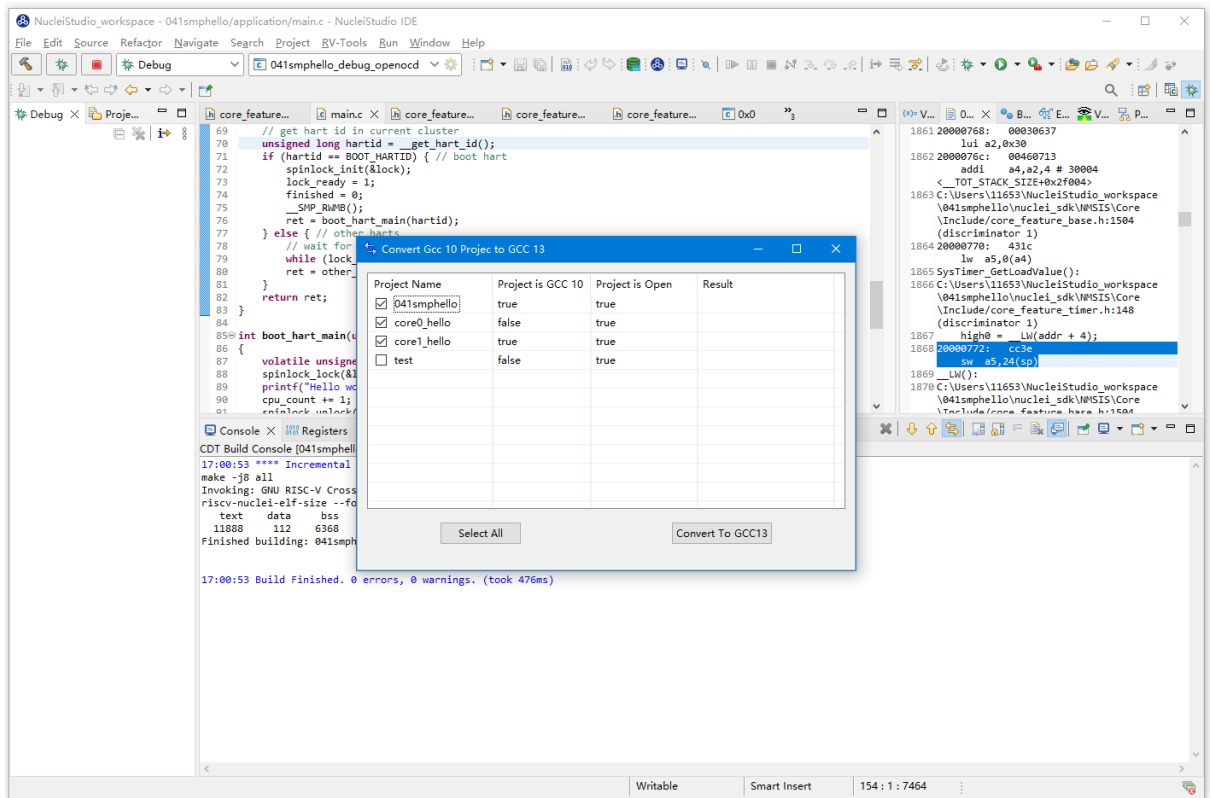 NucleiStudio_workspace - 041smphello/application/main.c - NucleiStudio IDE
File Edit Source Refactor Navigate Search Project RV-Tools Run Window Help
Debug
041smphello_debug_openocd
Debug
Proje...
core_feature...
main.c
core_feature...
core_feature...
core_feature...
0x0
»3
69 // get hart id in current cluster
70 unsigned long hartid = __get_hart_id();
71 if (hartid == BOOT_HARTID) { // boot hart
72 spinlock_init(&lock);
73 lock_ready = 1;
74 finished = 0;
75 __SMP_RWMB();
76 ret = boot_hart_main(hartid);
77 } else { // other harts
78 // wait for
79 while (lock_
80 ret = other_
81 }
82 return ret;
83 }
84
85 int boot_hart_main(u
86 {
87 volatile unsigne
88 spinlock_lock(&l
89 printf("Hello wo
90 cpu_count += 1;
91 spinlock_unlock(
(x)= V...
0...
B...
E...
V...
P...
1861 20000768: 00030637
lui a2,0x30
1862 2000076c: 00460713
addi a4,a2,4 # 30004
<__TOT_STACK_SIZE+0x2f004>
1863 C:\Users\11653\NucleiStudio_workspace
\041smphello\nuclei_sdk\NMSIS\Core
\Include/core_feature_base.h:1504
(discriminator 1)
1864 20000770: 431c
lw a5,0(a4)
1865 SysTimer_GetLoadValue():
1866 C:\Users\11653\NucleiStudio_workspace
\041smphello\nuclei_sdk\NMSIS\Core
\Include/core_feature_timer.h:148
(discriminator 1)
1867 high0 = __LW(addr + 4);
1868 20000772: cc3e
sw a5,24(sp)
1869 __LW():
1870 C:\Users\11653\NucleiStudio_workspace
\041smphello\nuclei_sdk\NMSIS\Core
\Include/core_feature_base.h:1504
Convert Gcc 10 Projec to GCC 13
Project Name Project is GCC 10 Project is Open Result
041smphello true true
core0_hello false true
core1_hello true true
test false true
Select All
Convert To GCC13
Console
Registers
CDT Build Console [041smphell
17:00:53 **** Incremental
make -j8 all
Invoking: GNU RISC-V Cross
riscv-nuclei-elf-size --fo
text data bss
11888 112 6368
Finished building: 041smph
17:00:53 Build Finished. 0 errors, 0 warnings. (took 476ms)
Writable
Smart Insert
154 : 1 : 7464